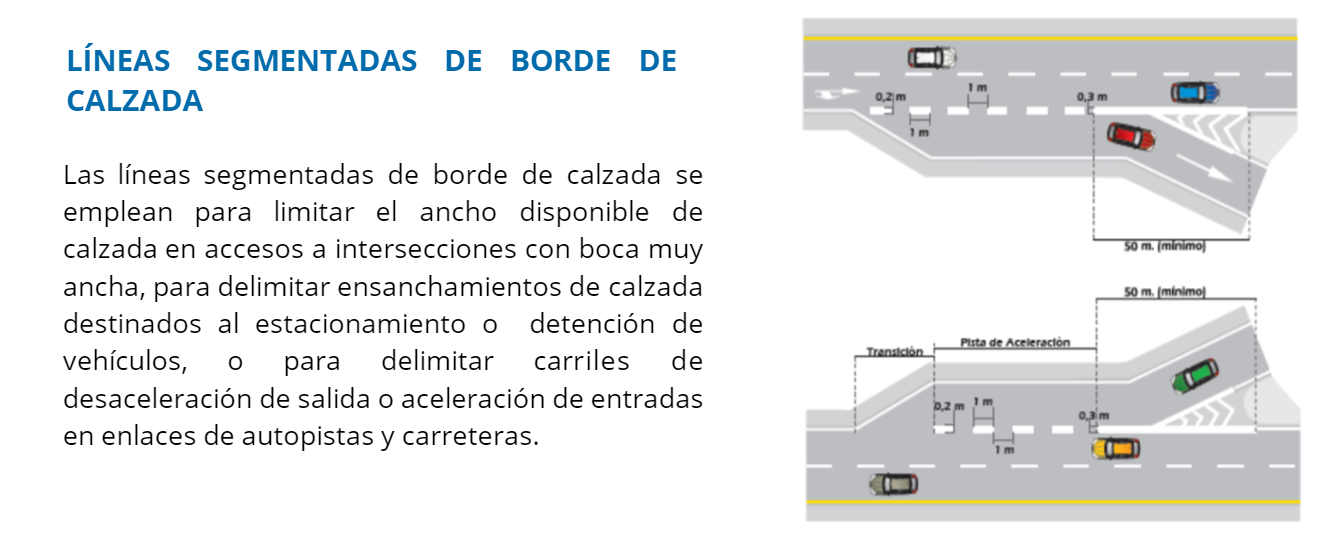 LÍNEAS SEGMENTADAS DE BORDE DE
CALZADA
Las líneas segmentadas de borde de calzada se
emplean para limitar el ancho disponible de
calzada en accesos a intersecciones con boca muy
ancha, para delimitar ensanchamientos de calzada
destinados al estacionamiento o detención de
vehículos, o para delimitar carriles de
desaceleración de salida o aceleración de entradas
en enlaces de autopistas y carreteras.
1 m
0,2 m
0,3 m
1 m
50 m. (mínimo)
50 m. (mínimo)
Pista de Aceleración
Transición
0,2 m
1 m
0,3 m
1 m